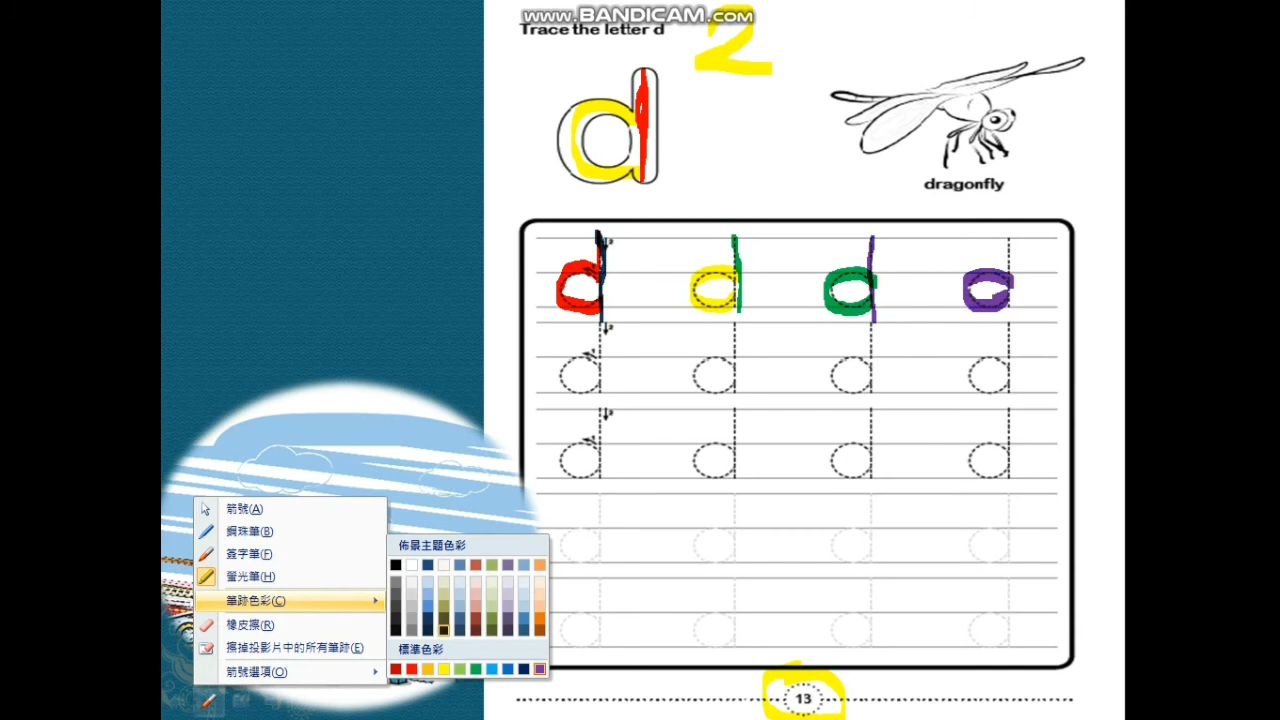 www.BANDICAM.com
Trace the letter d
2
d
dragonfly
d d d d
d d d d
d d d d
d d d d
d d d d
13
箭號(A)
鋼珠筆(B)
簽字筆(F)
螢光筆(H)
筆跡色彩(C)
橡皮擦(R)
擦掉投影片中的所有筆跡(E)
箭號選項(O)
佈景主題色彩
標準色彩